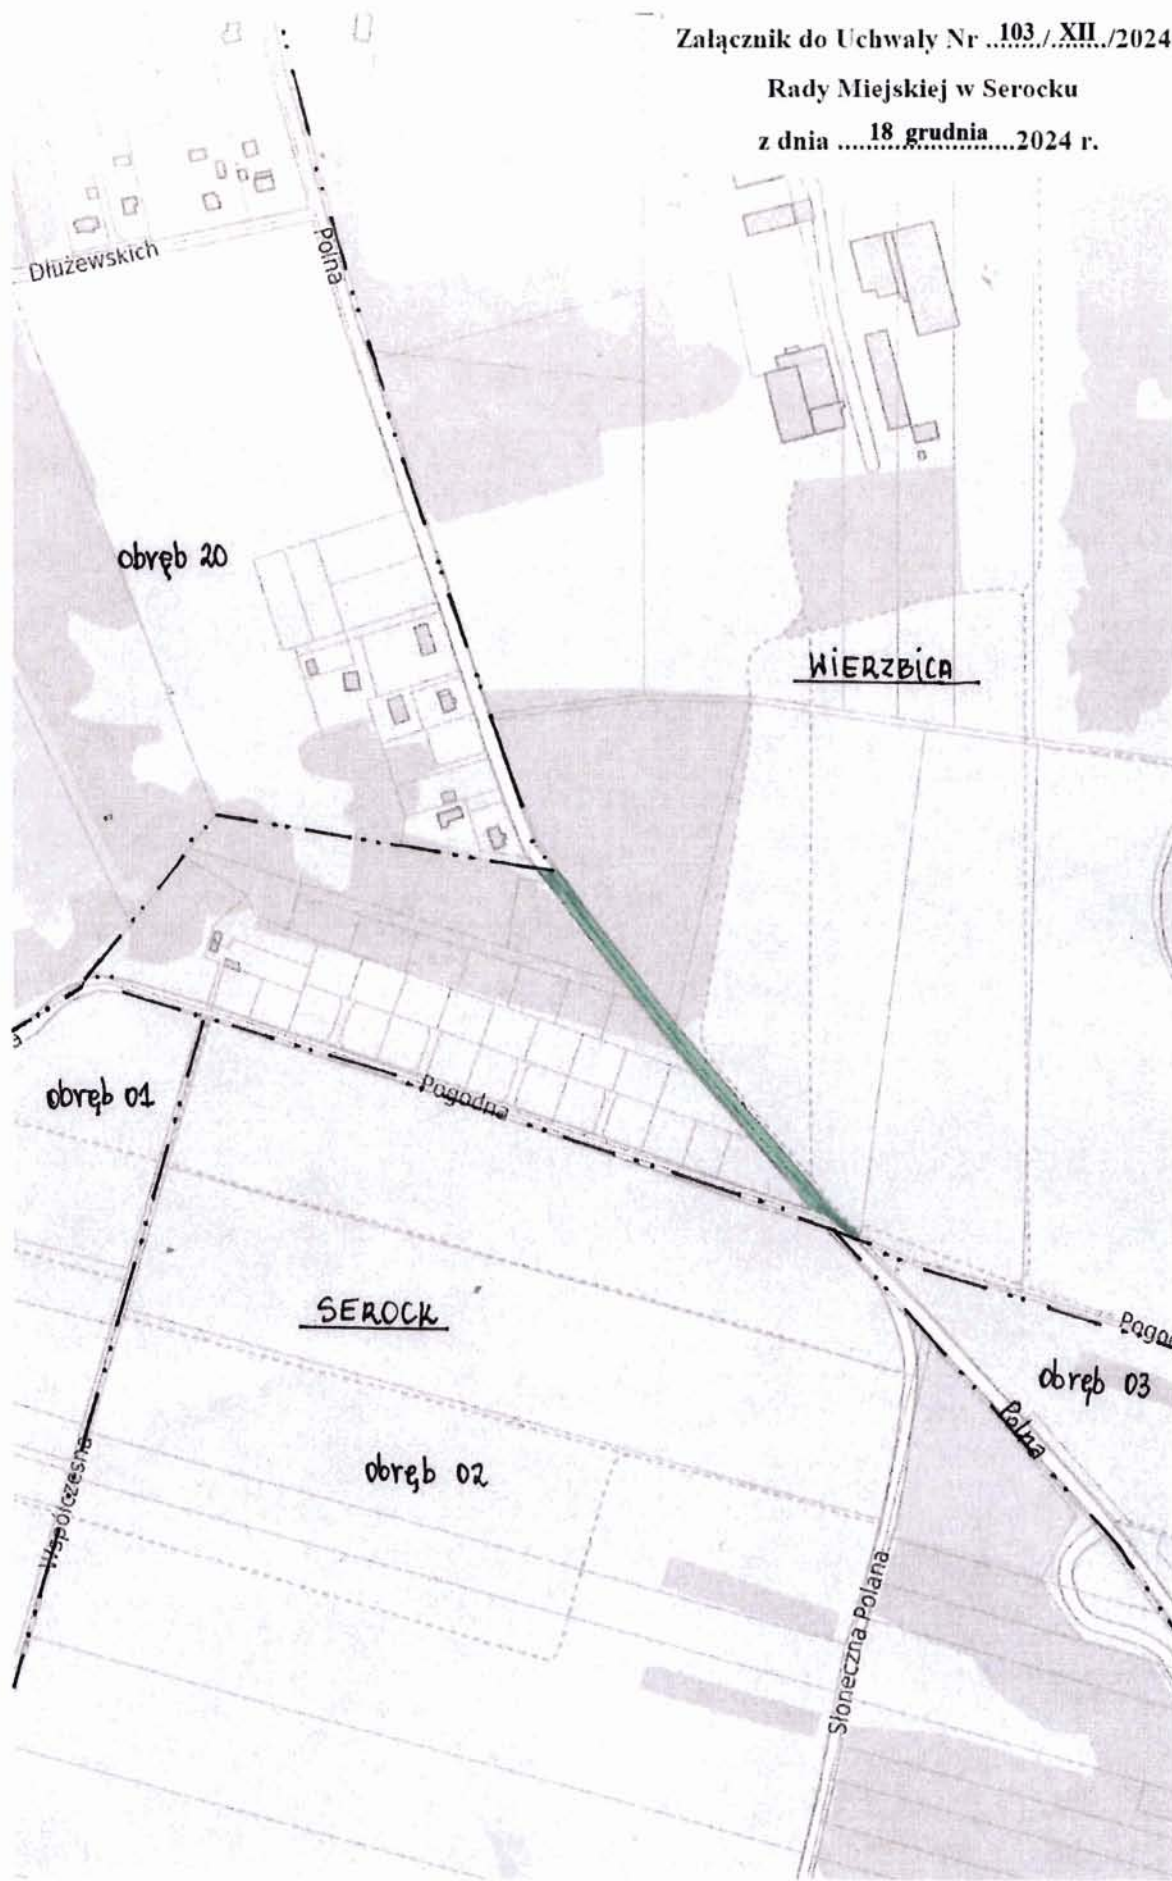 Załącznik do Uchwały Nr ..103../..XII../2024
Rady Miejskiej w Serocku
z dnia .....18 grudnia.....2024 r.
Dłużewskich
Polna
obręb 20
WIERZBICA
obręb 01
Pogodna
SEROCK
Pogod
obręb 03
Polna
obręb 02
Współczesna
Słoneczna Polana